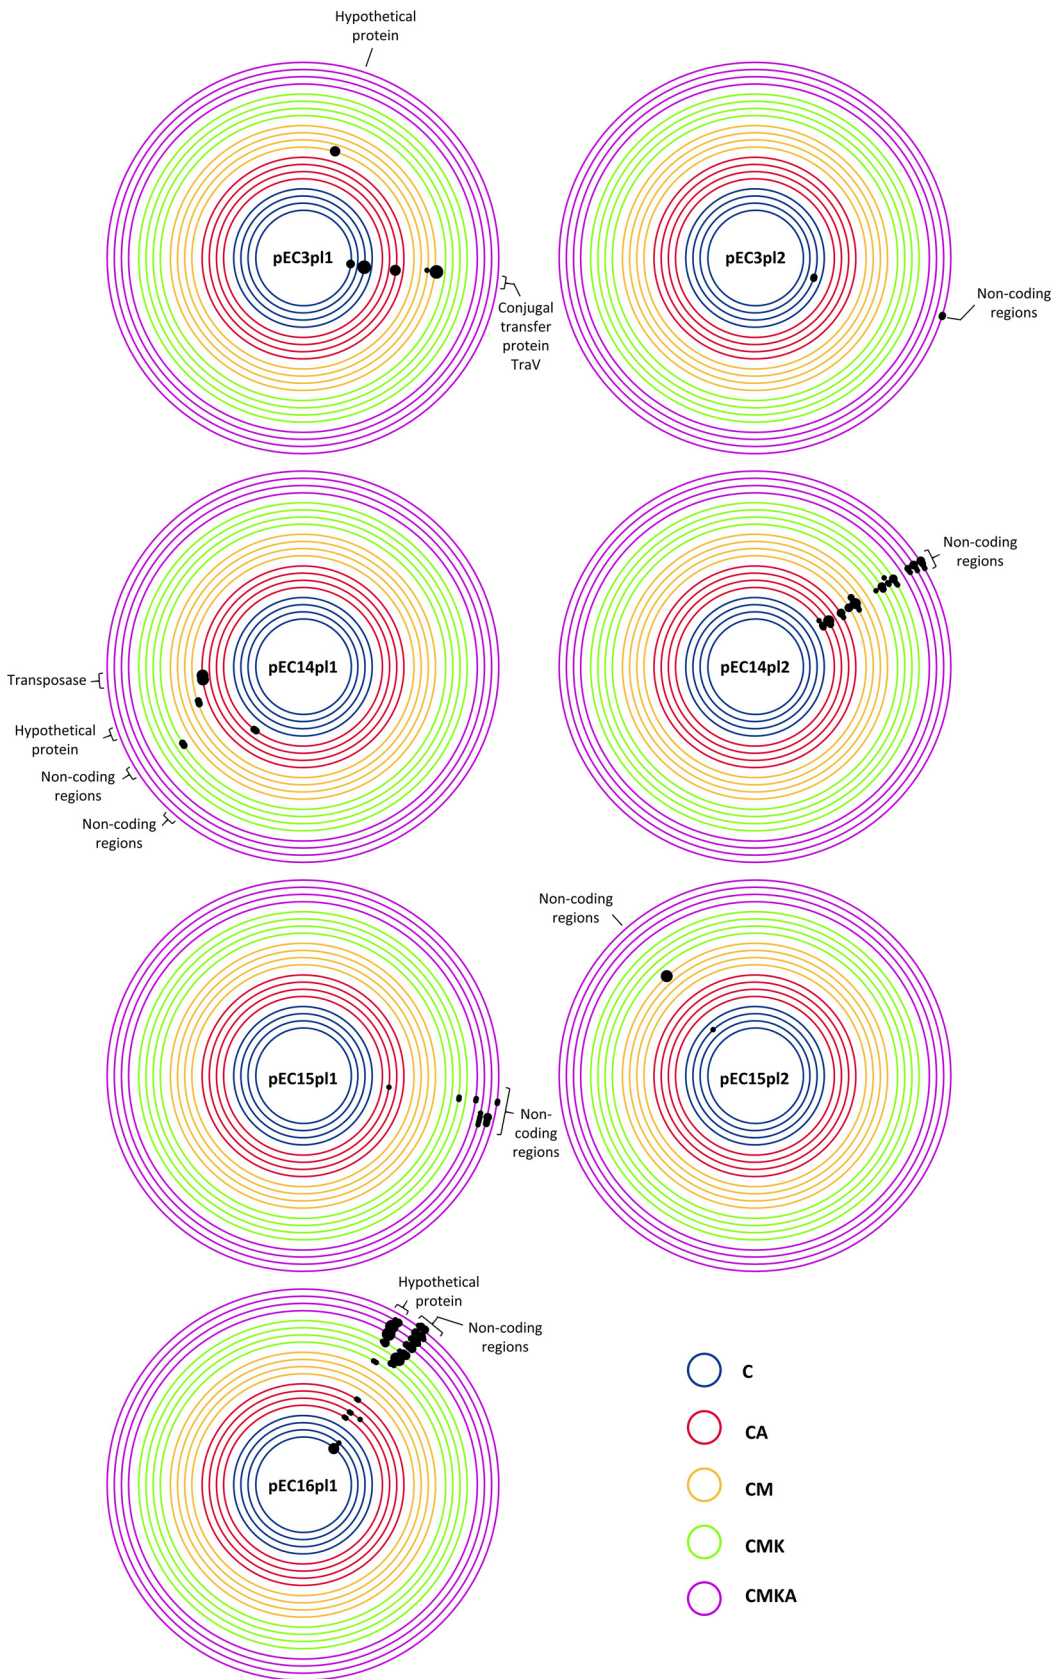 Hypothetical
protein
pEC3pl1
Conjugal
transfer
protein
TraV
pEC3pl2
Non-coding
regions
pEC14pl1
Transposase
Hypothetical
protein
Non-coding
regions
Non-coding
regions
pEC14pl2
Non-coding
regions
pEC15pl1
Non-
coding
regions
Non-coding
regions
pEC15pl2
Hypothetical
protein
Non-coding
regions
pEC16pl1
C
CA
CM
CMK
CMKA